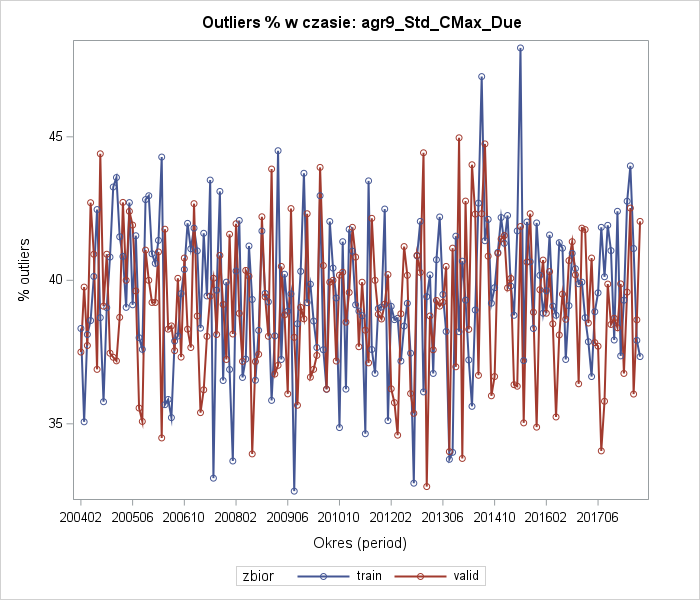 Outliers % w czasie: agr9_Std_CMax_Due
% outliers
45
40
35
200402 200506 200610 200802 200906 201010 201202 201306 201410 201602 201706
Okres (period)
zbior train valid